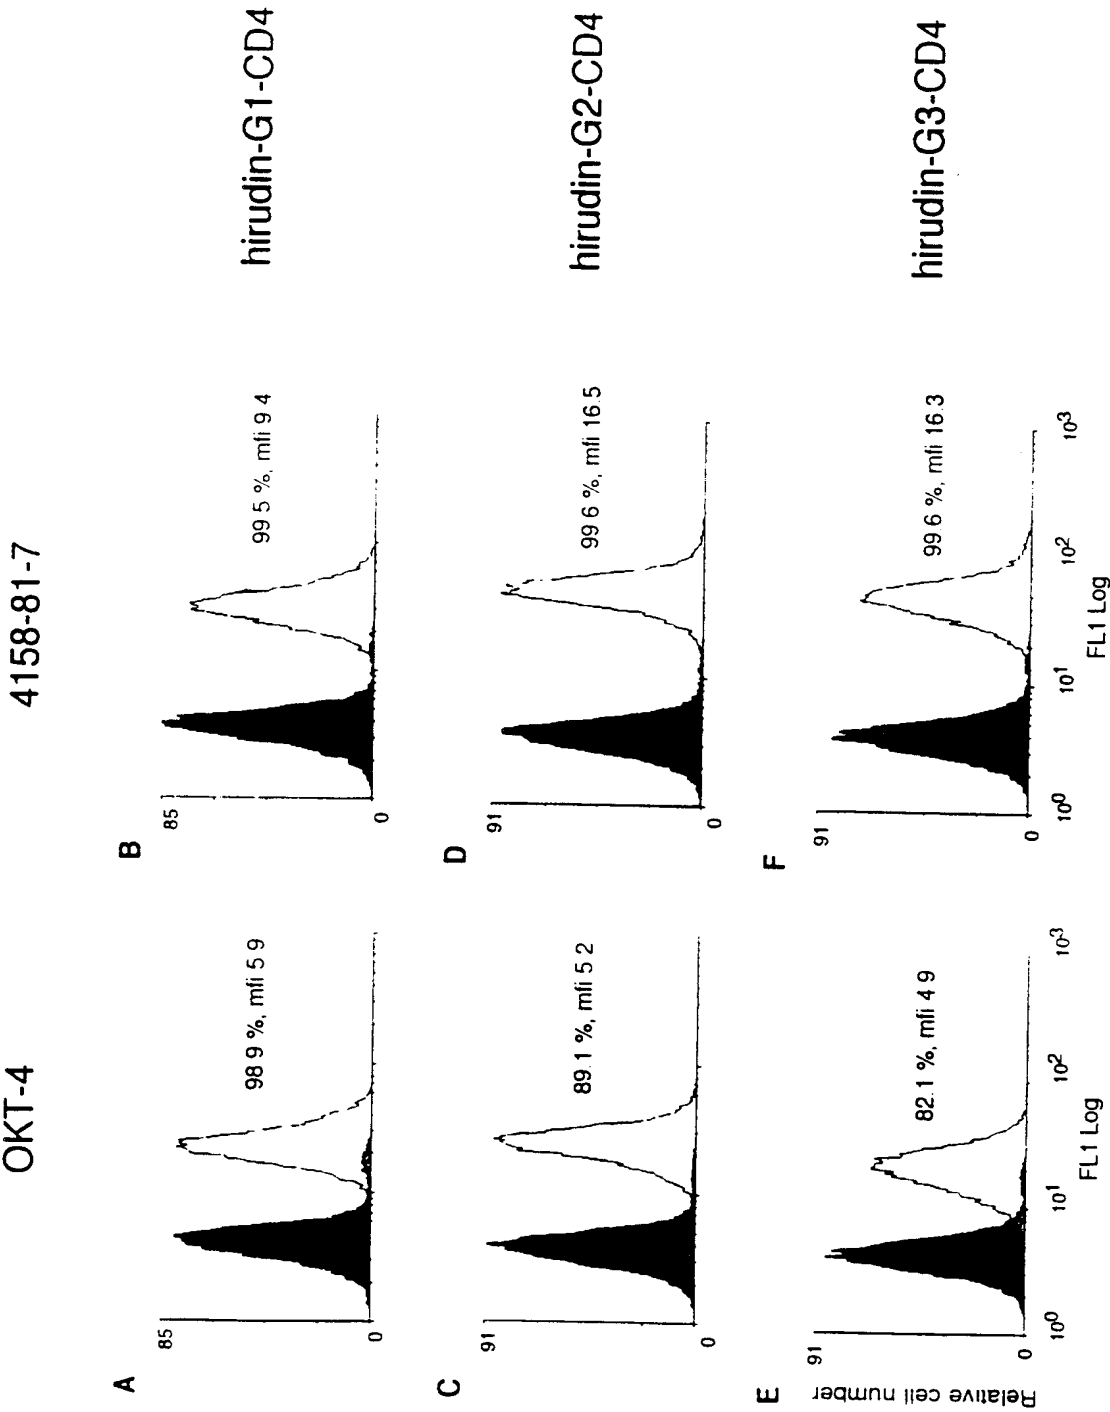 OKT-4
4158-81-7
A
85
0
98 9 %, mfi 5 9
B
85
0
99 5 %, mfi 9 4
hirudin-G1-CD4
C
91
0
89.1 %, mfi 5 2
D
91
0
99 6 %, mfi 16.5
hirudin-G2-CD4
E
Relative cell number
91
0
82.1 %, mfi 4 9
10⁰
10¹
10²
10³
FL1 Log
F
91
0
99.6 %, mfi 16.3
10⁰
10¹
10²
10³
FL1 Log
hirudin-G3-CD4